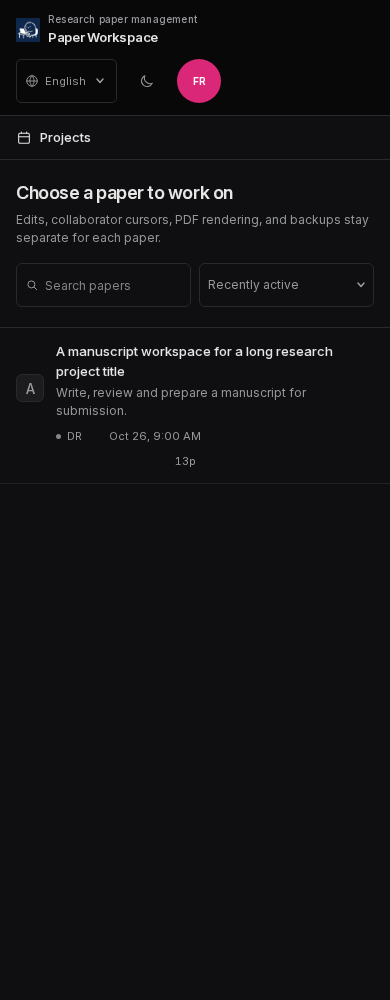 Research paper management
Paper Workspace
English
FR
Projects
Choose a paper to work on
Edits, collaborator cursors, PDF rendering, and backups stay
separate for each paper.
Search papers
Recently active
A manuscript workspace for a long research
project title
A
Write, review and prepare a manuscript for
submission.
DR
Oct 26, 9:00 AM
13p